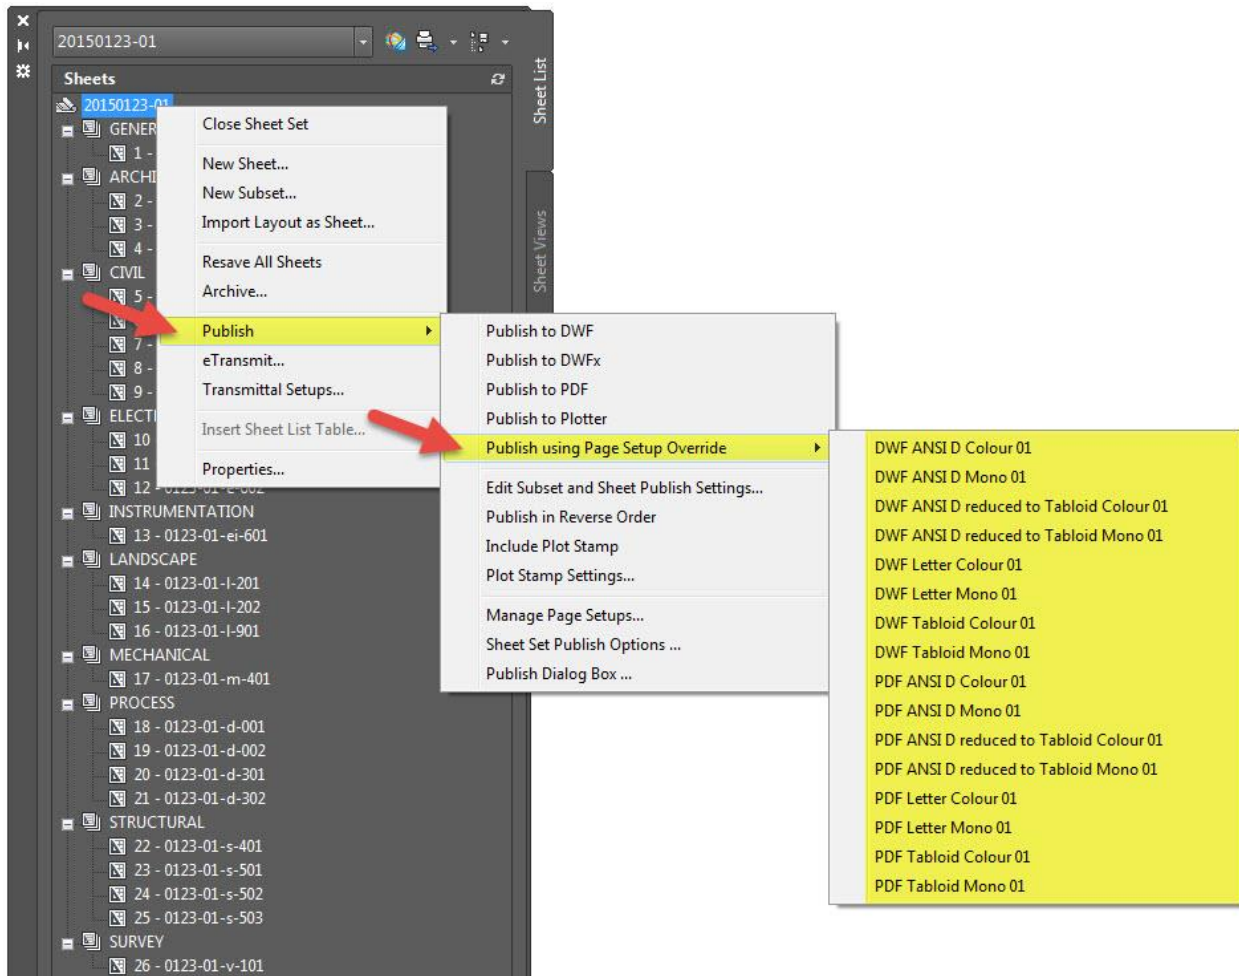 20150123-01
Sheets
20150123-01
GENER
1 -
ARCHI
2 -
3 -
4 -
CIVIL
5 -
7 -
8 -
9 -
ELECT
10
11
12 - 0123-01-e-602
INSTRUMENTATION
13 - 0123-01-ei-601
LANDSCAPE
14 - 0123-01-l-201
15 - 0123-01-l-202
16 - 0123-01-l-901
MECHANICAL
17 - 0123-01-m-401
PROCESS
18 - 0123-01-d-001
19 - 0123-01-d-002
20 - 0123-01-d-301
21 - 0123-01-d-302
STRUCTURAL
22 - 0123-01-s-401
23 - 0123-01-s-501
24 - 0123-01-s-502
25 - 0123-01-s-503
SURVEY
26 - 0123-01-v-101
Sheet List
Sheet Views
Close Sheet Set
New Sheet...
New Subset...
Import Layout as Sheet...
Resave All Sheets
Archive...
Publish
eTransmit...
Transmittal Setups...
Insert Sheet List Table...
Properties...
Publish to DWF
Publish to DWFx
Publish to PDF
Publish to Plotter
Publish using Page Setup Override
Edit Subset and Sheet Publish Settings...
Publish in Reverse Order
Include Plot Stamp
Plot Stamp Settings...
Manage Page Setups...
Sheet Set Publish Options ...
Publish Dialog Box ...
DWF ANSI D Colour 01
DWF ANSI D Mono 01
DWF ANSI D reduced to Tabloid Colour 01
DWF ANSI D reduced to Tabloid Mono 01
DWF Letter Colour 01
DWF Letter Mono 01
DWF Tabloid Colour 01
DWF Tabloid Mono 01
PDF ANSI D Colour 01
PDF ANSI D Mono 01
PDF ANSI D reduced to Tabloid Colour 01
PDF ANSI D reduced to Tabloid Mono 01
PDF Letter Colour 01
PDF Letter Mono 01
PDF Tabloid Colour 01
PDF Tabloid Mono 01